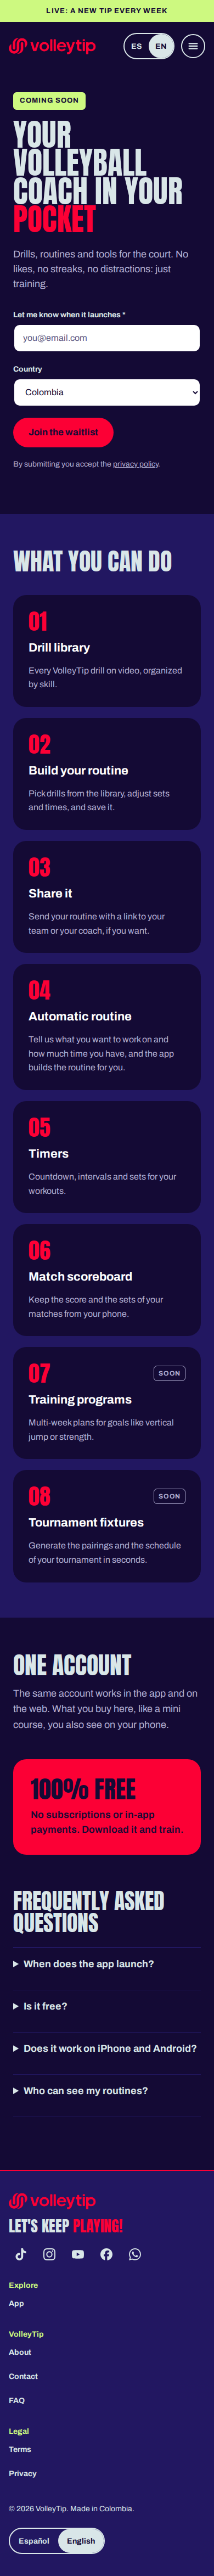 LIVE: A NEW TIP EVERY WEEK
volleytip
ES EN
COMING SOON
YOUR
VOLLEYBALL
COACH IN YOUR
POCKET
Drills, routines and tools for the court. No
likes, no streaks, no distractions: just
training.
Let me know when it launches *
you@email.com
Country
Colombia
Join the waitlist
By submitting you accept the privacy policy.
WHAT YOU CAN DO
01
Drill library
Every VolleyTip drill on video, organized
by skill.
02
Build your routine
Pick drills from the library, adjust sets
and times, and save it.
03
Share it
Send your routine with a link to your
team or your coach, if you want.
04
Automatic routine
Tell us what you want to work on and
how much time you have, and the app
builds the routine for you.
05
Timers
Countdown, intervals and sets for your
workouts.
06
Match scoreboard
Keep the score and the sets of your
matches from your phone.
07
SOON
Training programs
Multi-week plans for goals like vertical
jump or strength.
08
SOON
Tournament fixtures
Generate the pairings and the schedule
of your tournament in seconds.
ONE ACCOUNT
The same account works in the app and on
the web. What you buy here, like a mini
course, you also see on your phone.
100% FREE
No subscriptions or in-app
payments. Download it and train.
FREQUENTLY ASKED
QUESTIONS
When does the app launch?
Is it free?
Does it work on iPhone and Android?
Who can see my routines?
volleytip
LET'S KEEP PLAYING!
Explore
App
VolleyTip
About
Contact
FAQ
Legal
Terms
Privacy
© 2026 VolleyTip. Made in Colombia.
Español English